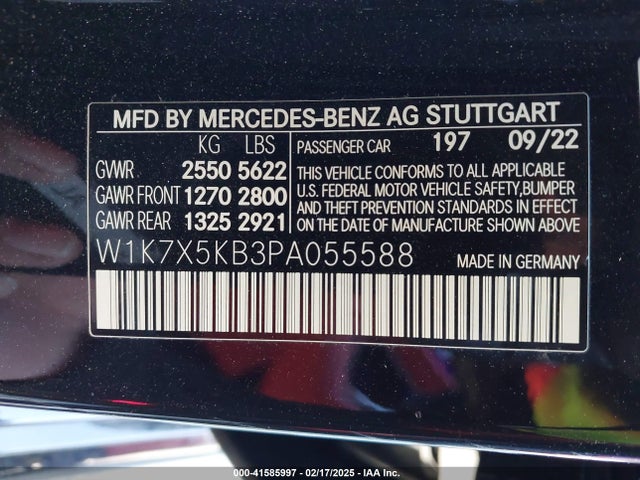 MFD BY MERCEDES-BENZ AG STUTTGART
KG LBS
GVWR 2550 5622
GAWR FRONT 1270 2800
GAWR REAR 1325 2921
PASSENGER CAR 197 09/22
THIS VEHICLE CONFORMS TO ALL APPLICABLE
U.S. FEDERAL MOTOR VEHICLE SAFETY,BUMPER
AND THEFT PREVENTION STANDARDS IN EFFECT
ON DATE OF MANUFACTURE SHOWN ABOVE
W1K7X5KB3PA055588
MADE IN GERMANY
000-41585997 - 02/17/2025 - IAA Inc.